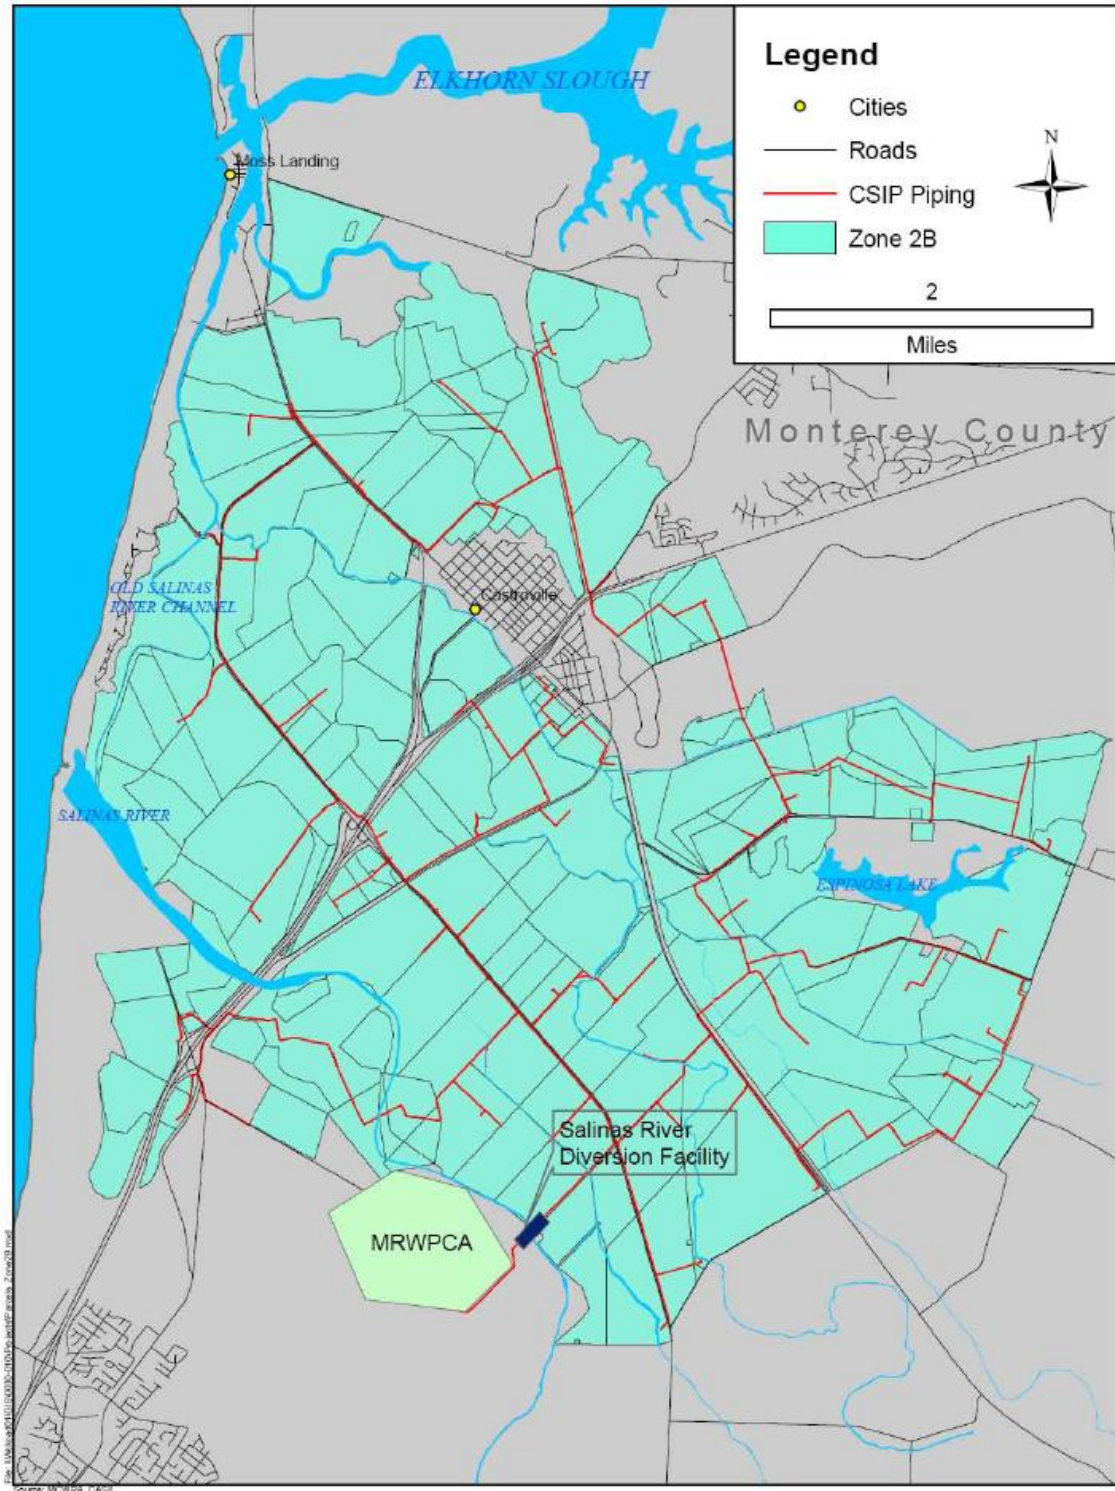 ELKHORN SLOUGH
Legend
Cities
Roads
CSIP Piping
Zone 2B
N
2
Miles
Moss Landing
Monterey County
OLD SALINAS
RIVER CHANNEL
Castroville
SALINAS RIVER
ESPINOSA LAKE
Salinas River
Diversion Facility
MRWPCA